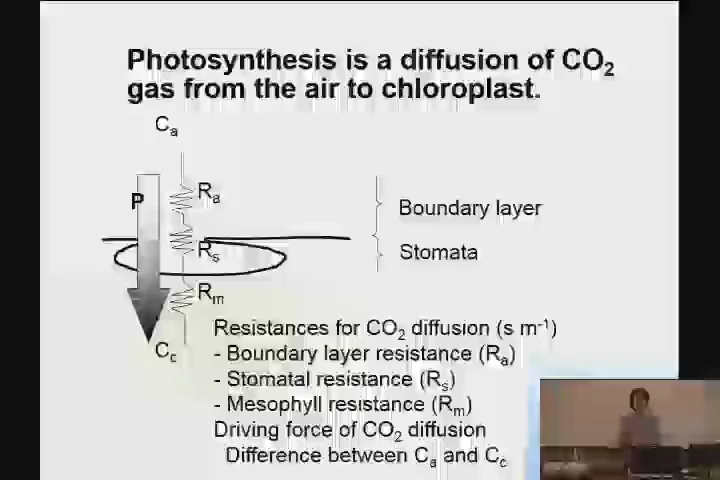 Photosynthesis is a diffusion of CO₂
gas from the air to chloroplast.
Cₐ
P
Rₐ
Boundary layer
Rₛ
Stomata
Rₘ
Resistances for CO₂ diffusion (s m⁻¹)
C꜀
- Boundary layer resistance (Rₐ)
- Stomatal resistance (Rₛ)
- Mesophyll resistance (Rₘ)
Driving force of CO₂ diffusion
Difference between Cₐ and C꜀